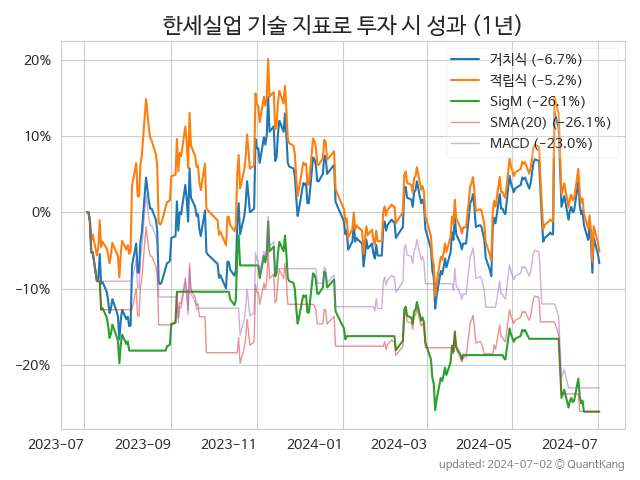 한세실업 기술 지표로 투자 시 성과 (1년)
거치식 (−6.7%)
적립식 (−5.2%)
SigM (−26.1%)
SMA(20) (−26.1%)
MACD (−23.0%)
20%
10%
0%
−10%
−20%
2023-07
2023-09
2023-11
2024-01
2024-03
2024-05
2024-07
updated: 2024-07-02 © QuantKang